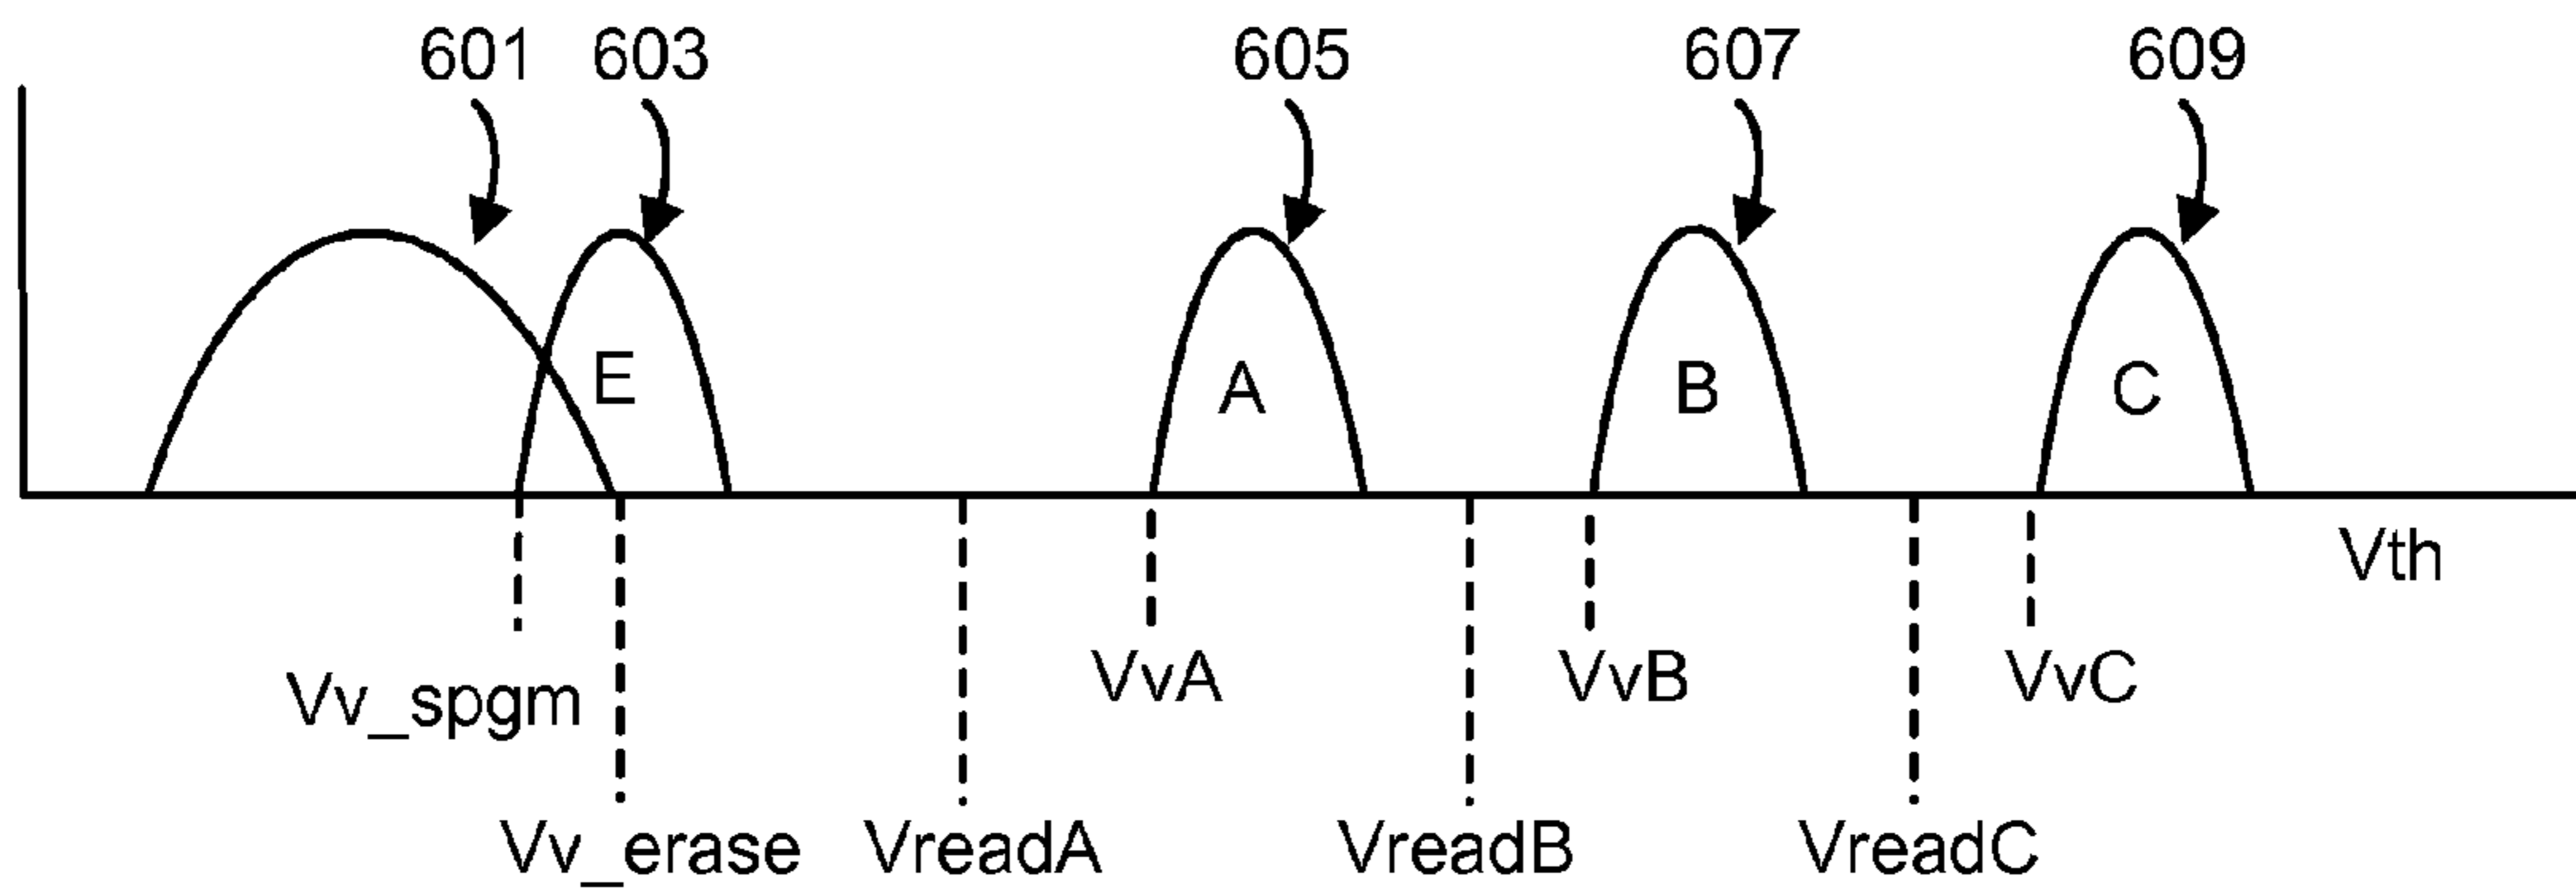 601 603 605 607 609
E A B C
Vth
Vv_spgm VvA VvB VvC
Vv_erase VreadA VreadB VreadC